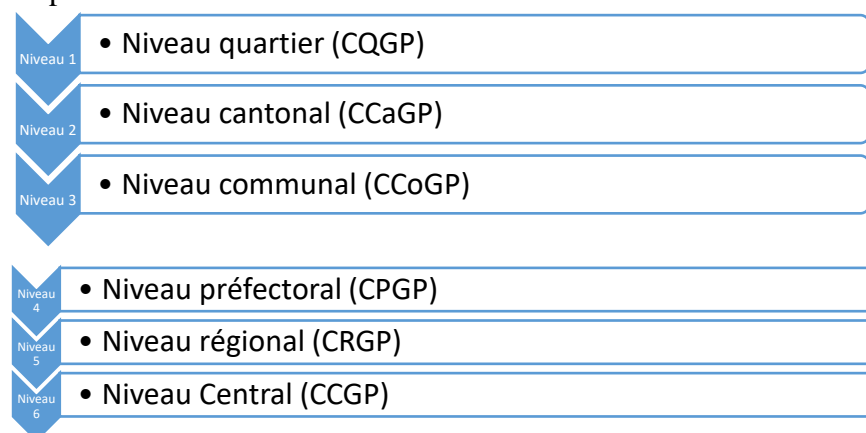 Niveau 1
• Niveau quartier (CQGP)
Niveau 2
• Niveau cantonal (CCaGP)
Niveau 3
• Niveau communal (CCoGP)
Niveau
4
• Niveau préfectoral (CPGP)
Niveau
5
• Niveau régional (CRGP)
Niveau
6
• Niveau Central (CCGP)